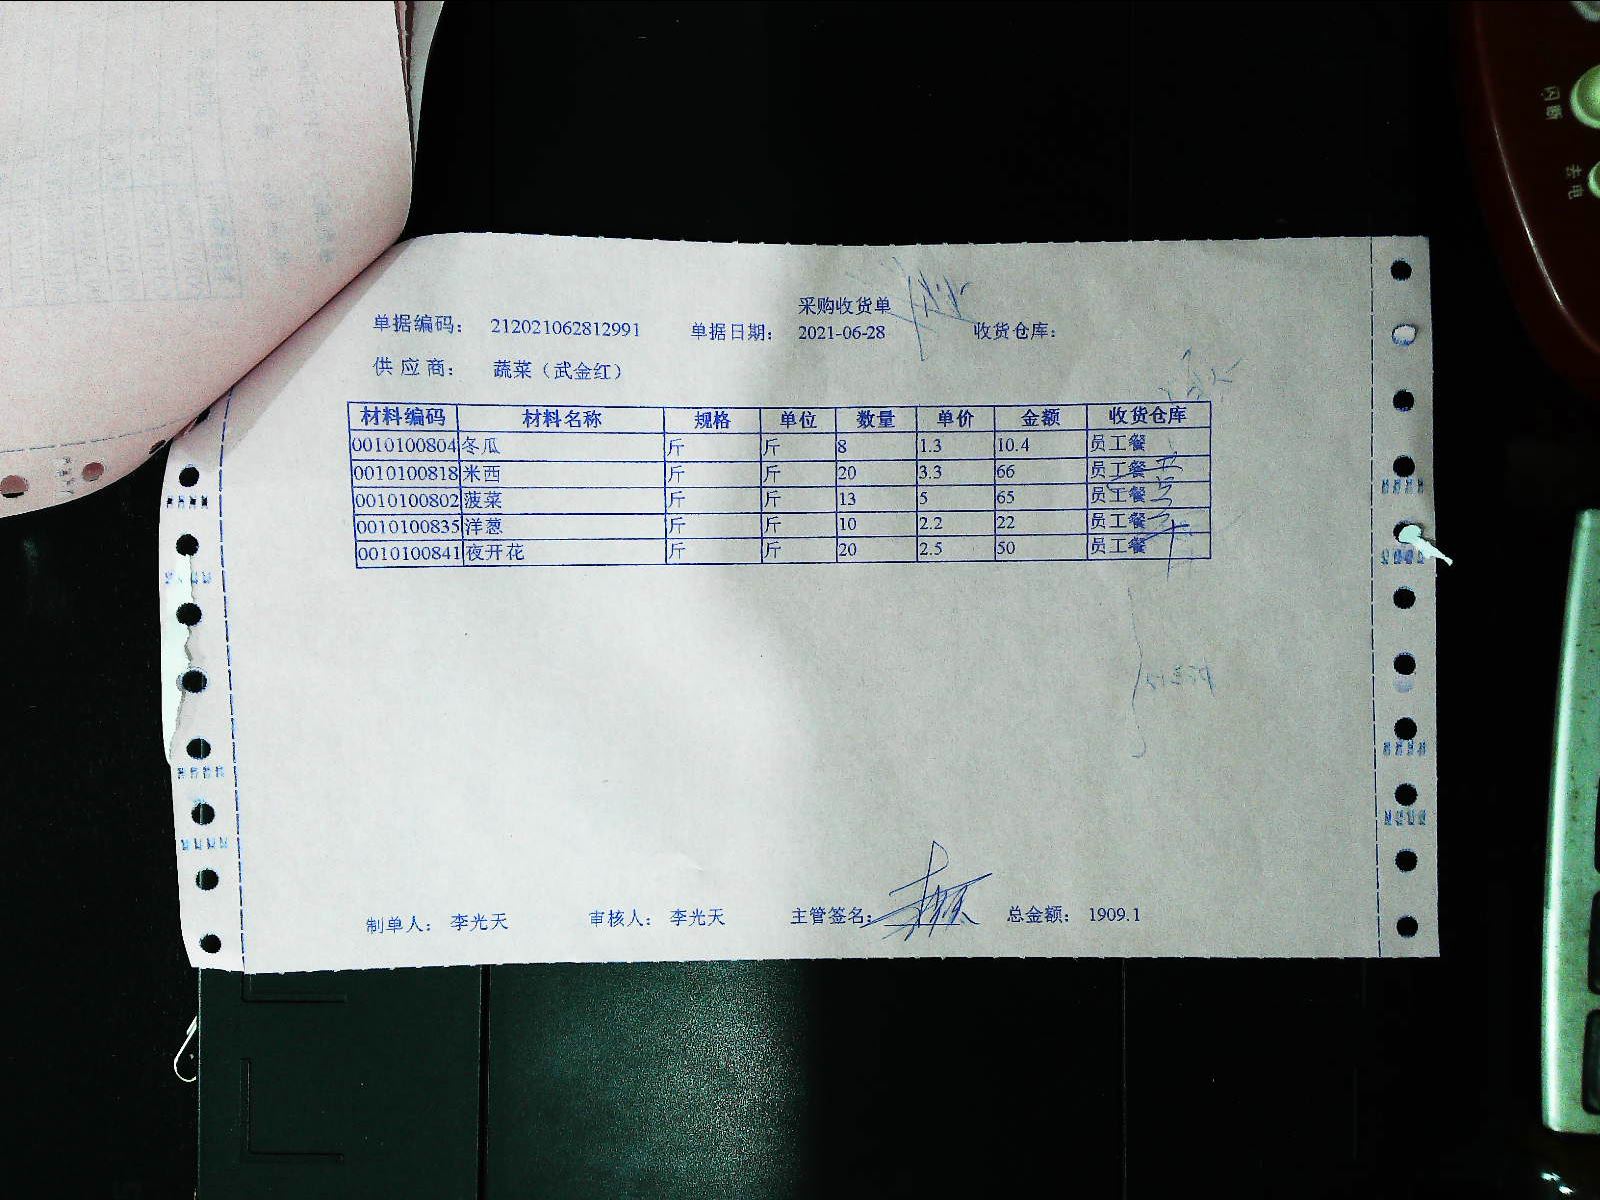 采购收货单
单据编码： 212021062812991 单据日期： 2021-06-28 收货仓库：
供应商： 蔬菜（武金红）
材料编码 材料名称 规格 单位 数量 单价 金额 收货仓库
0010100804 冬瓜 斤 斤 8 1.3 10.4 员工餐
0010100818 米西 斤 斤 20 3.3 66 员工餐
0010100802 菠菜 斤 斤 13 5 65 员工餐
0010100835 洋葱 斤 斤 10 2.2 22 员工餐
0010100841 夜开花 斤 斤 20 2.5 50 员工餐
制单人： 李光天 审核人： 李光天 主管签名： 总金额： 1909.1
闪断
去电